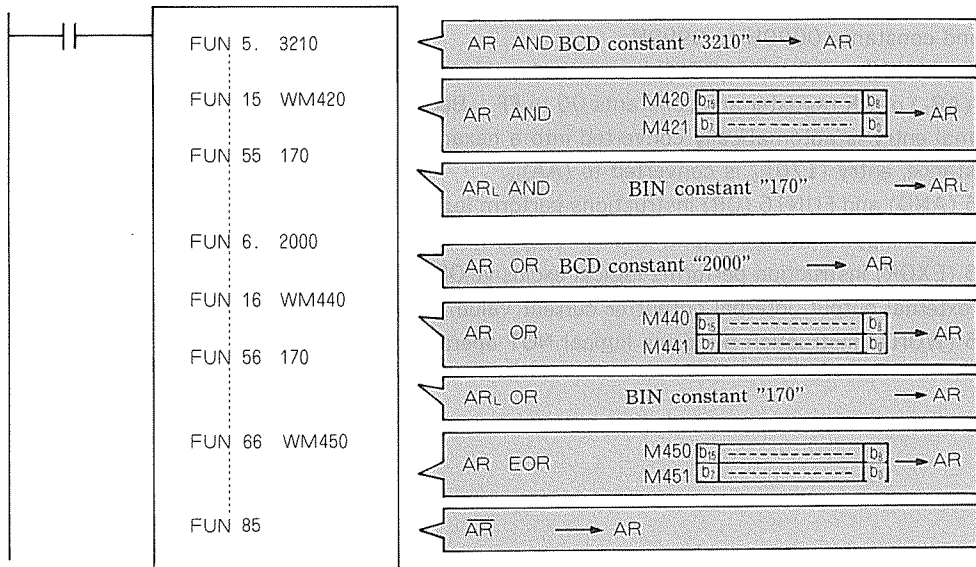 FUN 5. 3210
AR AND BCD constant "3210" → AR
FUN 15 WM420
AR AND M420 b15 b8 → AR
M421 b7 b0
FUN 55 170
ARL AND BIN constant "170" → ARL
FUN 6. 2000
AR OR BCD constant "2000" → AR
FUN 16 WM440
AR OR M440 b15 b8 → AR
M441 b7 b0
FUN 56 170
ARL OR BIN constant "170" → AR
FUN 66 WM450
AR EOR M450 b15 b8 → AR
M451 b7 b0
FUN 85
A̅R̅ → AR